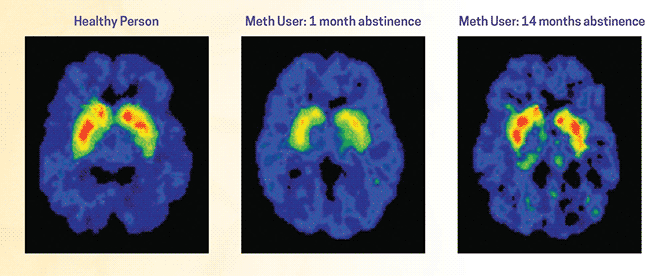 Healthy Person
Meth User: 1 month abstinence
Meth User: 14 months abstinence